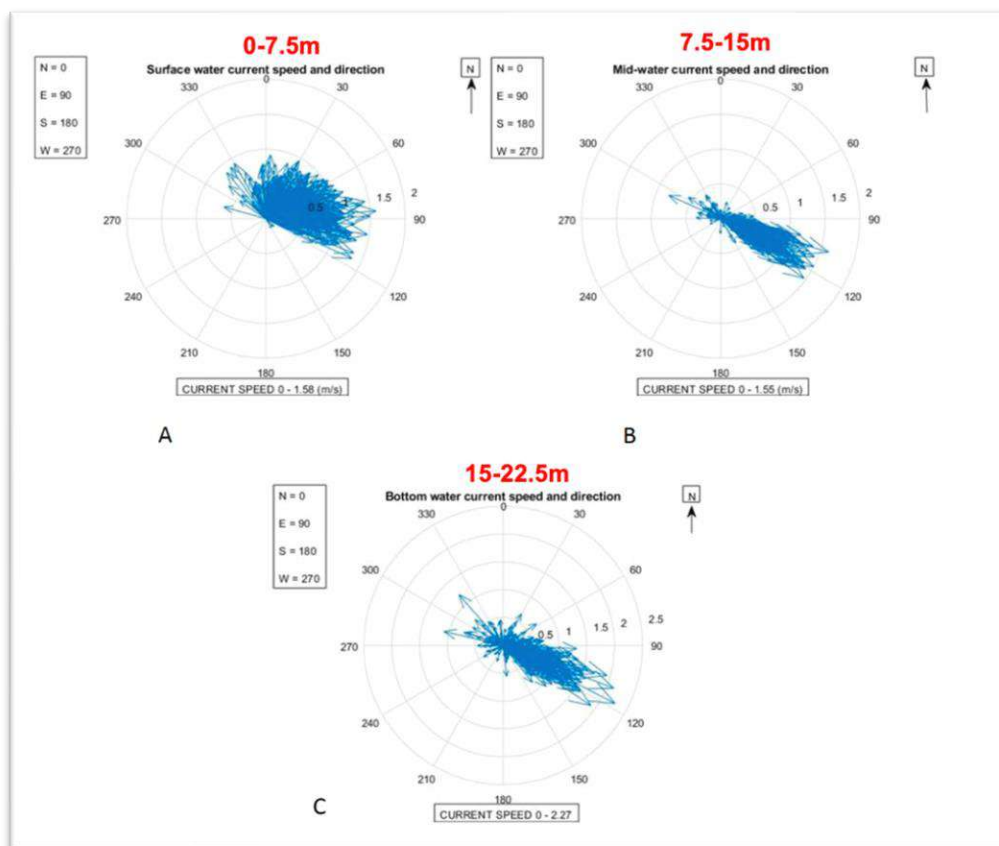 0-7.5m
Surface water current speed and direction
N = 0
E = 90
S = 180
W = 270
N
0
30
60
90
120
150
180
210
240
270
300
330
0.5
1
1.5
2
CURRENT SPEED 0 - 1.58 (m/s)
A
7.5-15m
Mid-water current speed and direction
N = 0
E = 90
S = 180
W = 270
N
0
30
60
90
120
150
180
210
240
270
300
330
0.5
1
1.5
2
CURRENT SPEED 0 - 1.55 (m/s)
B
15-22.5m
Bottom water current speed and direction
N = 0
E = 90
S = 180
W = 270
N
0
30
60
90
120
150
180
210
240
270
300
330
0.5
1
1.5
2
2.5
CURRENT SPEED 0 - 2.27
C